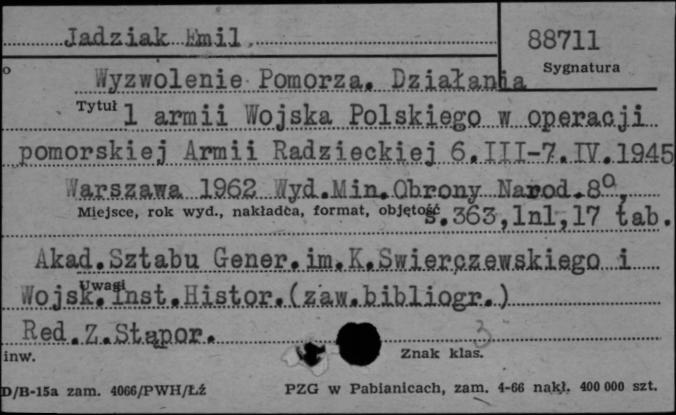 Jadziak Emil
88711
Sygnatura
Wyzwolenie Pomorza. Działania
Tytuł
1 armii Wojska Polskiego w operacji
pomorskiej Armii Radzieckiej 6.III-7.IV.1945
Warszawa 1962 Wyd.Min.Obrony Narod.8°,
Miejsce, rok wyd., nakładca, format, objętość
s.363,lnl,17 tab.
Akad.Sztabu Gener.im.K.Swierczewskiego i
Uwagi
Wojsk.Inst.Histor.(zaw.bibliogr.)
Red.Z.Stąpor.
3
inw.
Znak klas.
D/B-15a zam. 4066/PWH/Łź
PZG w Pabianicach, zam. 4-66 nakł. 400 000 szt.